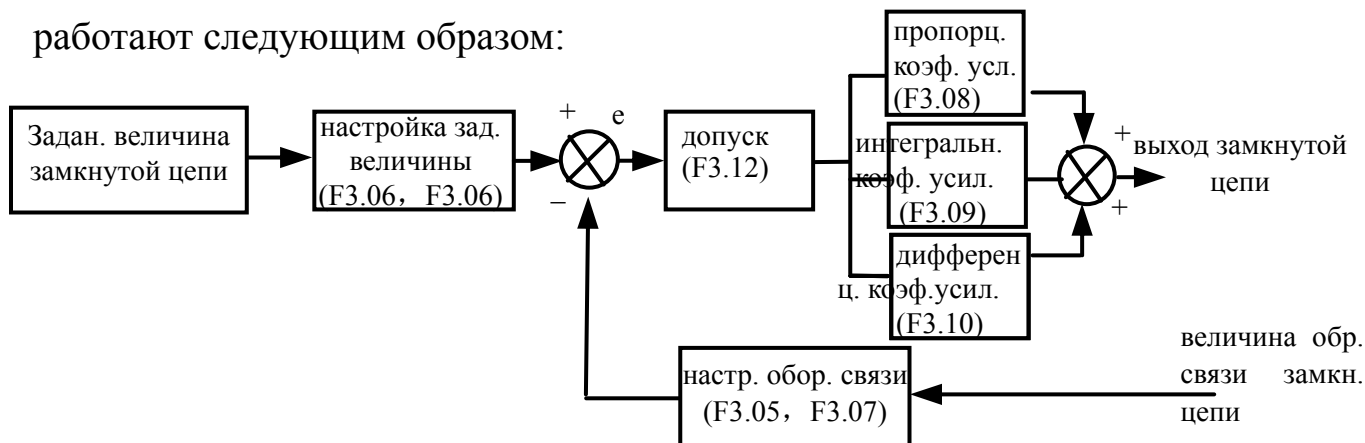 работают следующим образом:
Задан. величина
замкнутой цепи
настройка зад.
величины
(F3.06，F3.06)
+
e
−
допуск
(F3.12)
пропорц.
коэф. усл.
(F3.08)
интегральн.
коэф. усил.
(F3.09)
дифферен
ц. коэф.усил.
(F3.10)
+
+
выход замкнутой
цепи
настр. обор. связи
(F3.05，F3.07)
величина обр.
связи замкн.
цепи